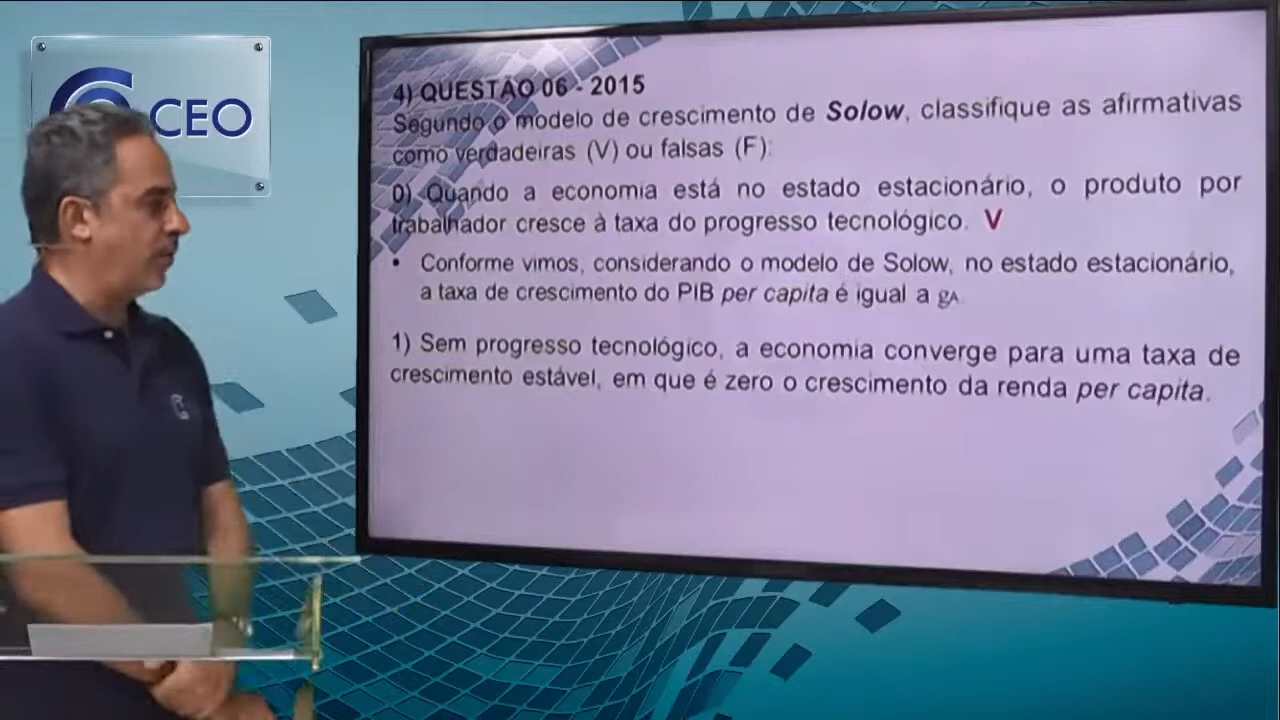 CEO
4) QUESTÃO 06 - 2015
Segundo o modelo de crescimento de Solow, classifique as afirmativas
como verdadeiras (V) ou falsas (F):
0) Quando a economia está no estado estacionário, o produto por
trabalhador cresce à taxa do progresso tecnológico. V
• Conforme vimos, considerando o modelo de Solow, no estado estacionário,
a taxa de crescimento do PIB per capita é igual a gA.
1) Sem progresso tecnológico, a economia converge para uma taxa de
crescimento estável, em que é zero o crescimento da renda per capita.